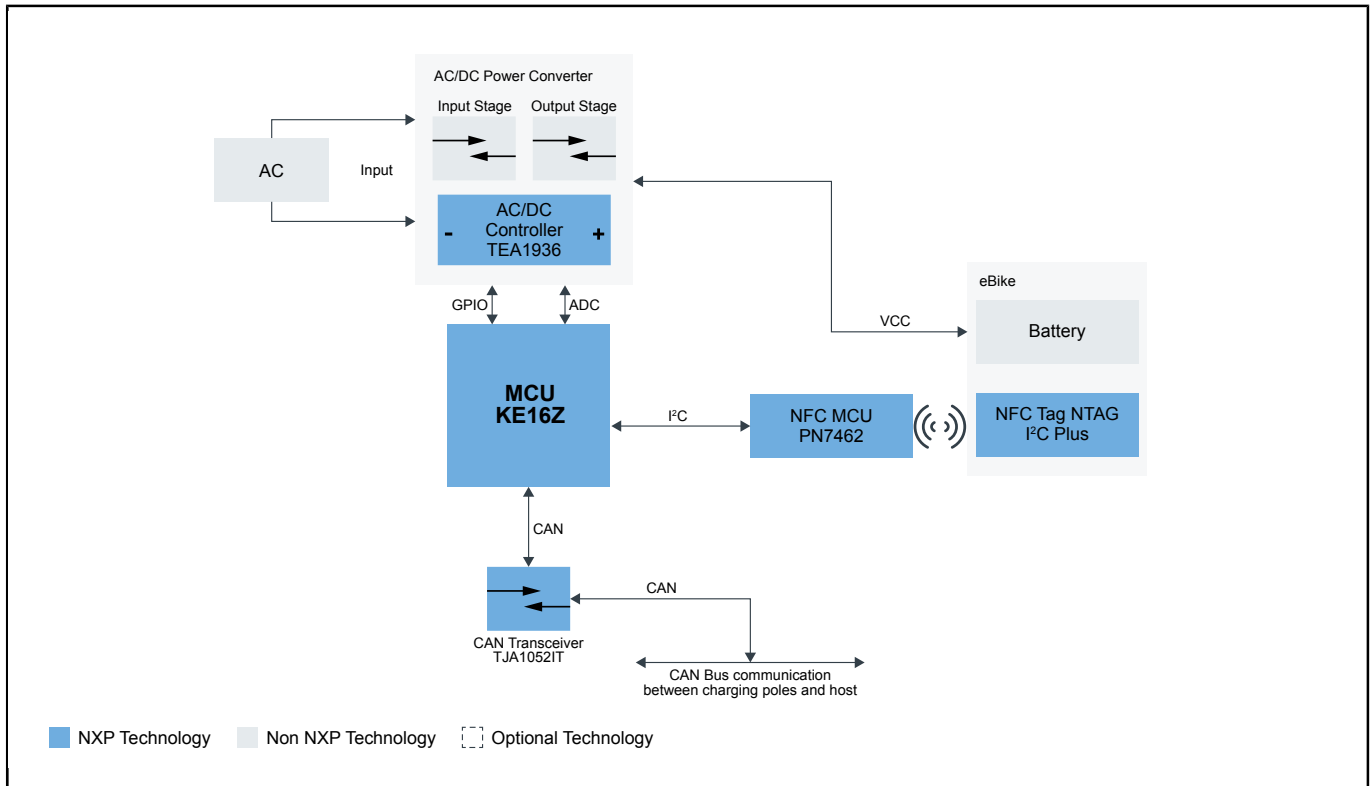 AC/DC Power Converter
Input Stage
Output Stage
AC
Input
AC/DC
Controller
TEA1936
-
+
GPIO
ADC
eBike
Battery
VCC
MCU
KE16Z
I²C
NFC MCU
PN7462
NFC Tag NTAG
I²C Plus
CAN
CAN
CAN Transceiver
TJA1052IT
CAN Bus communication
between charging poles and host
NXP Technology
Non NXP Technology
Optional Technology